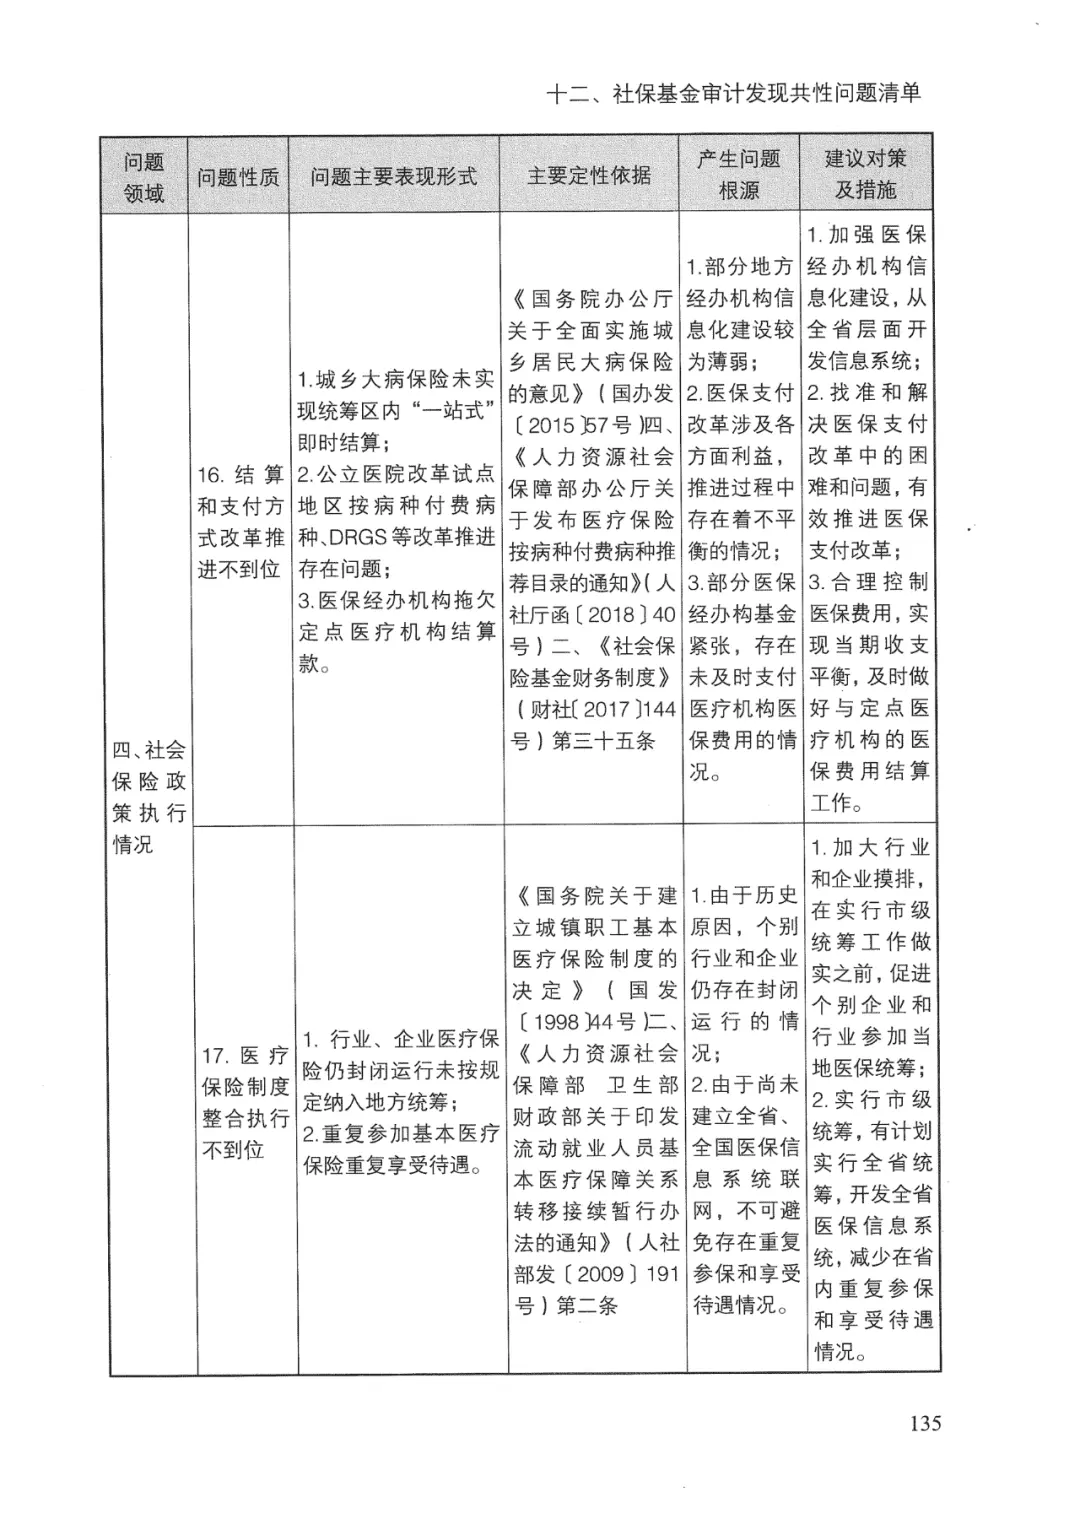 十二、社保基金审计发现共性问题清单
问题
领域
问题性质
问题主要表现形式
主要定性依据
产生问题
根源
建议对策
及措施
四、社会
保险政
策执行
情况
16. 结算
和支付方
式改革推
进不到位
1.城乡大病保险未实
现统筹区内“一站式”
即时结算；
2.公立医院改革试点
地区按病种付费病
种、DRGS等改革推进
存在问题；
3.医保经办机构拖欠
定点医疗机构结算
款。
《国务院办公厅
关于全面实施城
乡居民大病保险
的意见》（国办发
〔2015〕57号）四、
《人力资源社会
保障部办公厅关
于发布医疗保险
按病种付费病种推
荐目录的通知》（人
社厅函〔2018〕40
号）二、《社会保
险基金财务制度》
（财社〔2017〕144
号）第三十五条
1.部分地方
经办机构信
息化建设较
为薄弱；
2.医保支付
改革涉及各
方面利益，
推进过程中
存在着不平
衡的情况；
3.部分医保
经办构基金
紧张，存在
未及时支付
医疗机构医
保费用的情
况。
1.加强医保
经办机构信
息化建设，从
全省层面开
发信息系统；
2.找准和解
决医保支付
改革中的困
难和问题，有
效推进医保
支付改革；
3.合理控制
医保费用，实
现当期收支
平衡，及时做
好与定点医
疗机构的医
保费用结算
工作。
17. 医疗
保险制度
整合执行
不到位
1. 行业、企业医疗保
险仍封闭运行未按规
定纳入地方统筹；
2.重复参加基本医疗
保险重复享受待遇。
《国务院关于建
立城镇职工基本
医疗保险制度的
决定》（国发
〔1998〕44号）二、
《人力资源社会
保障部 卫生部
财政部关于印发
流动就业人员基
本医疗保障关系
转移接续暂行办
法的通知》（人社
部发〔2009〕191
号）第二条
1.由于历史
原因，个别
行业和企业
仍存在封闭
运行的情
况；
2.由于尚未
建立全省、
全国医保信
息系统联
网，不可避
免存在重复
参保和享受
待遇情况。
1.加大行业
和企业摸排，
在实行市级
统筹工作做
实之前，促进
个别企业和
行业参加当
地医保统筹；
2.实行市级
统筹，有计划
实行全省统
筹，开发全省
医保信息系
统，减少在省
内重复参保
和享受待遇
情况。
135